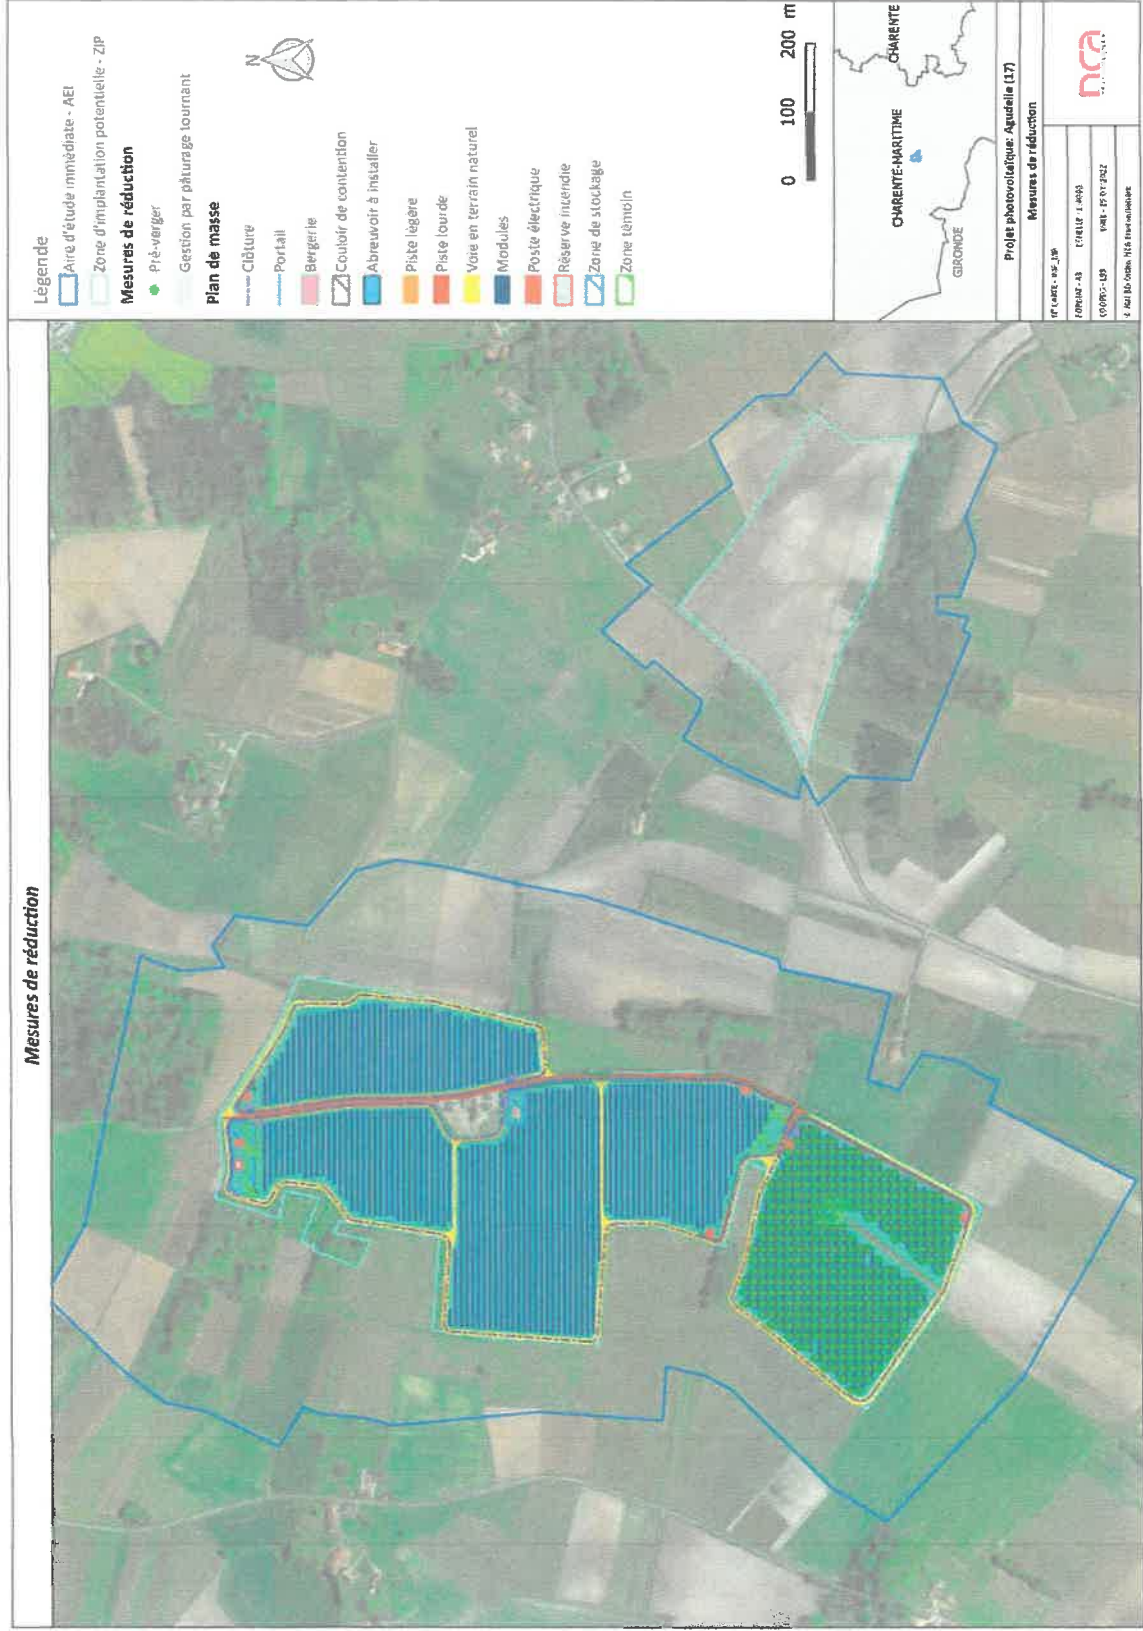 Mesures de réduction
Légende
Aire d'étude immédiate - AEI
Zone d'implantation potentielle - ZIP
Mesures de réduction
Pré-verger
Gestion par pâturage tournant
Plan de masse
Clôture
Portail
Bergerie
Couloir de contention
Abreuvoir à installer
Piste légère
Piste lourde
Voie en terrain naturel
Modules
Poste électrique
Réserve incendie
Zone de stockage
Zone témoin
N
0 100 200 m
CHARENTE-MARITIME
CHARENTE
GIRONDE
Projet photovoltaïque: Agudelle (17)
Mesures de réduction
FORMAT - A3
nca